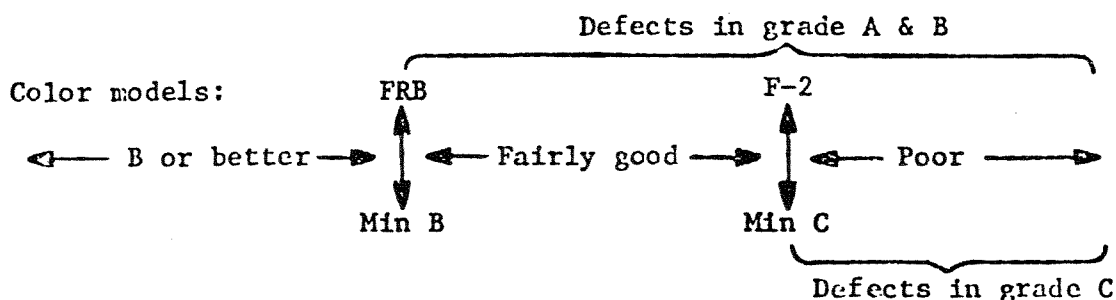 Defects in grade A & B
Color models: FRB F-2
B or better Fairly good Poor
Min B Min C
Defects in grade C